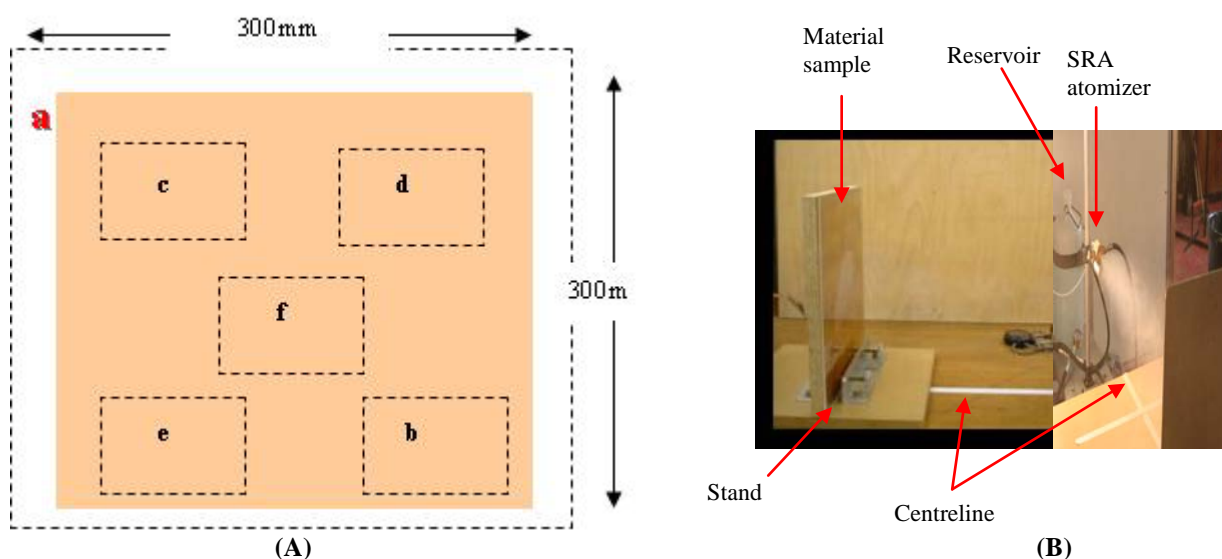 300mm
a
c
d
f
e
b
300m
(A)
Material
sample
Reservoir
SRA
atomizer
Stand
Centreline
(B)